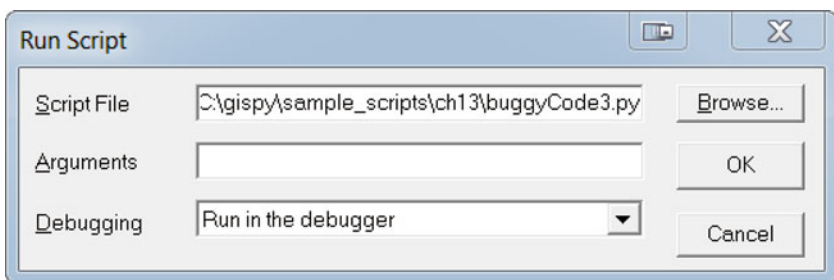 Run Script
Script File C:\gispy\sample_scripts\ch13\buggyCode3.py Browse...
Arguments OK
Debugging Run in the debugger Cancel